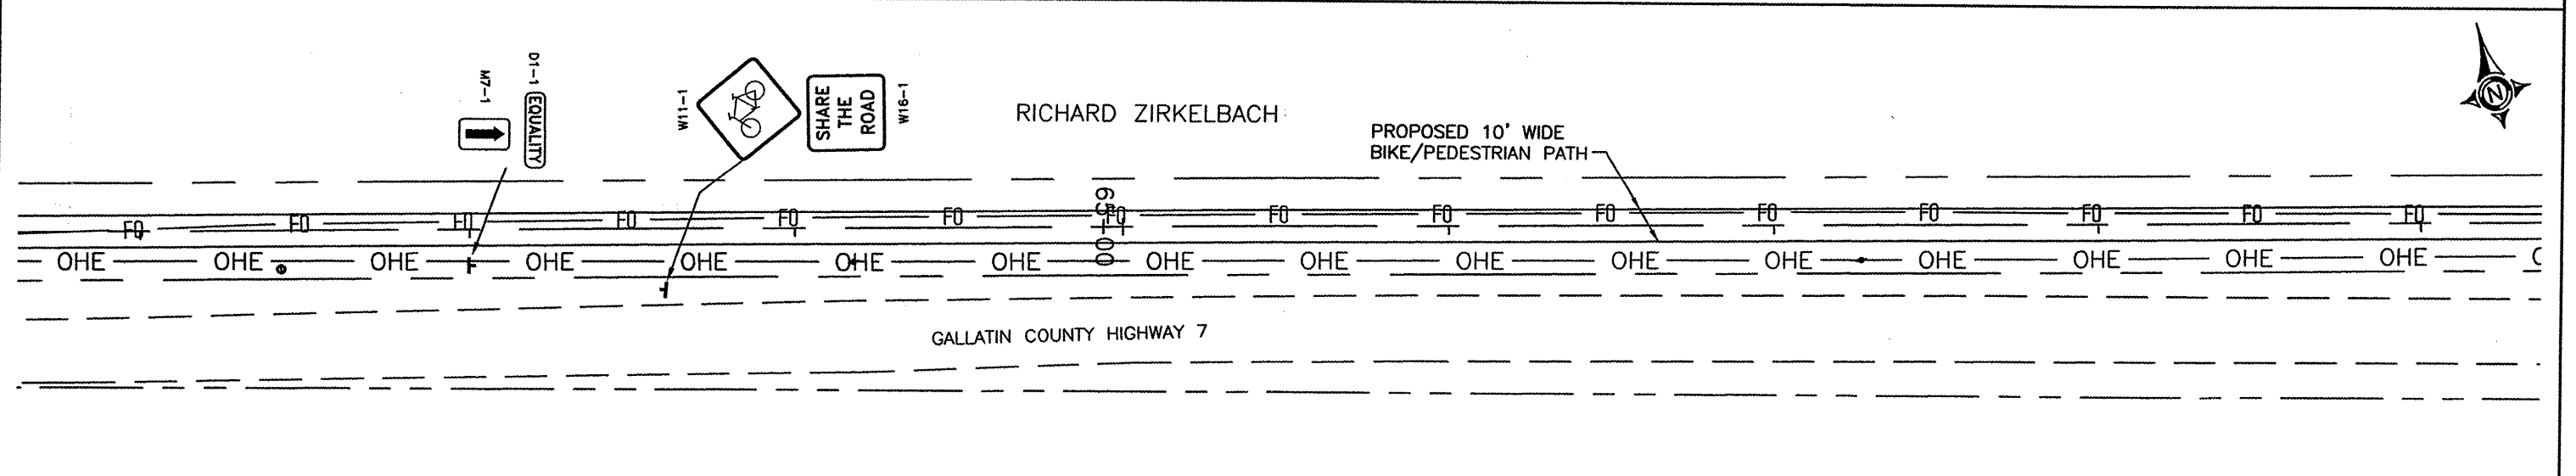 M7-1
D1-1
EQUALITY
W11-1
SHARE
THE
ROAD
W16-1
RICHARD ZIRKELBACH
PROPOSED 10' WIDE
BIKE/PEDESTRIAN PATH
N
65+00
FO FO FO FO FO FO FO FO FO FO FO FO FO FO FO
OHE OHE OHE OHE OHE OHE OHE OHE OHE OHE OHE OHE OHE OHE OHE OHE
GALLATIN COUNTY HIGHWAY 7